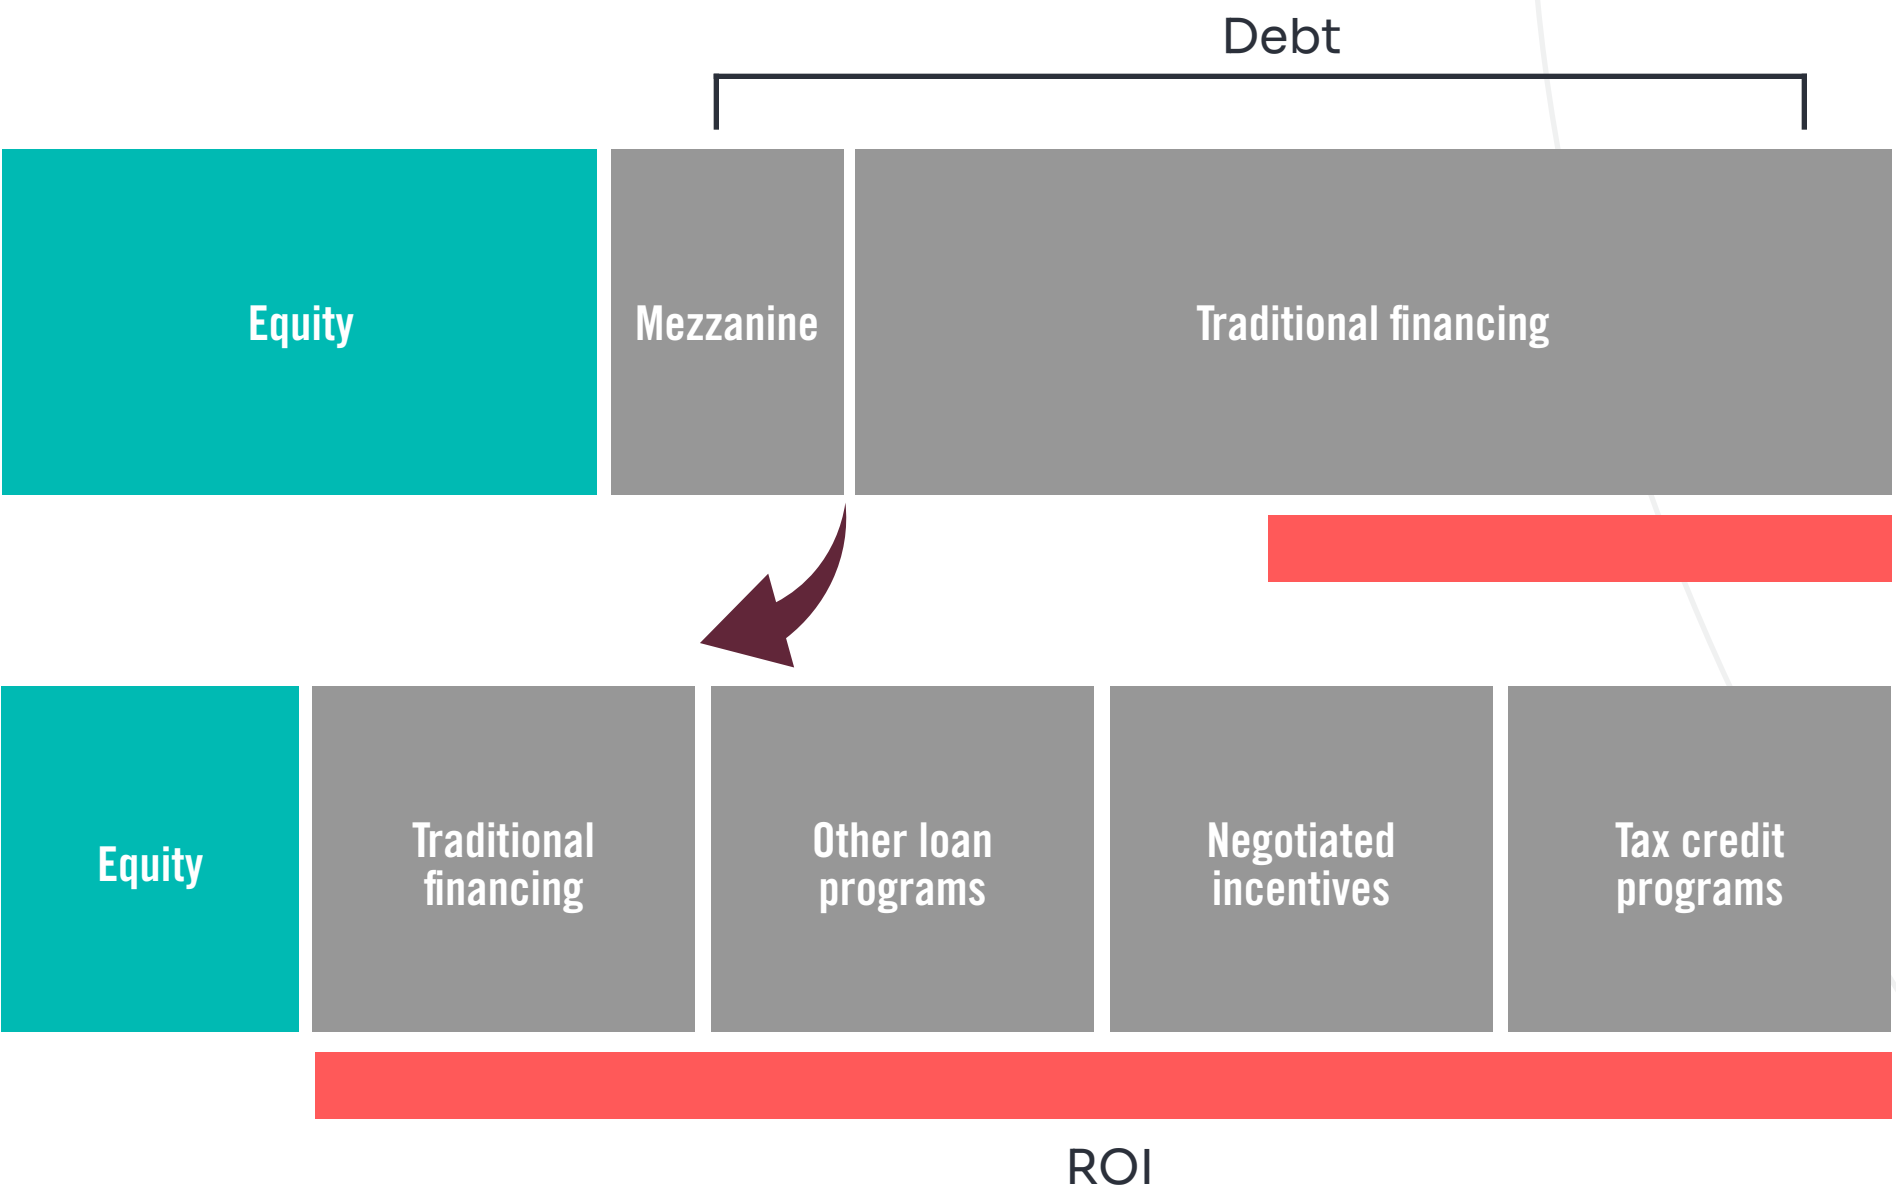 Debt
Equity
Mezzanine
Traditional financing
Equity
Traditional
financing
Other loan
programs
Negotiated
incentives
Tax credit
programs
ROI